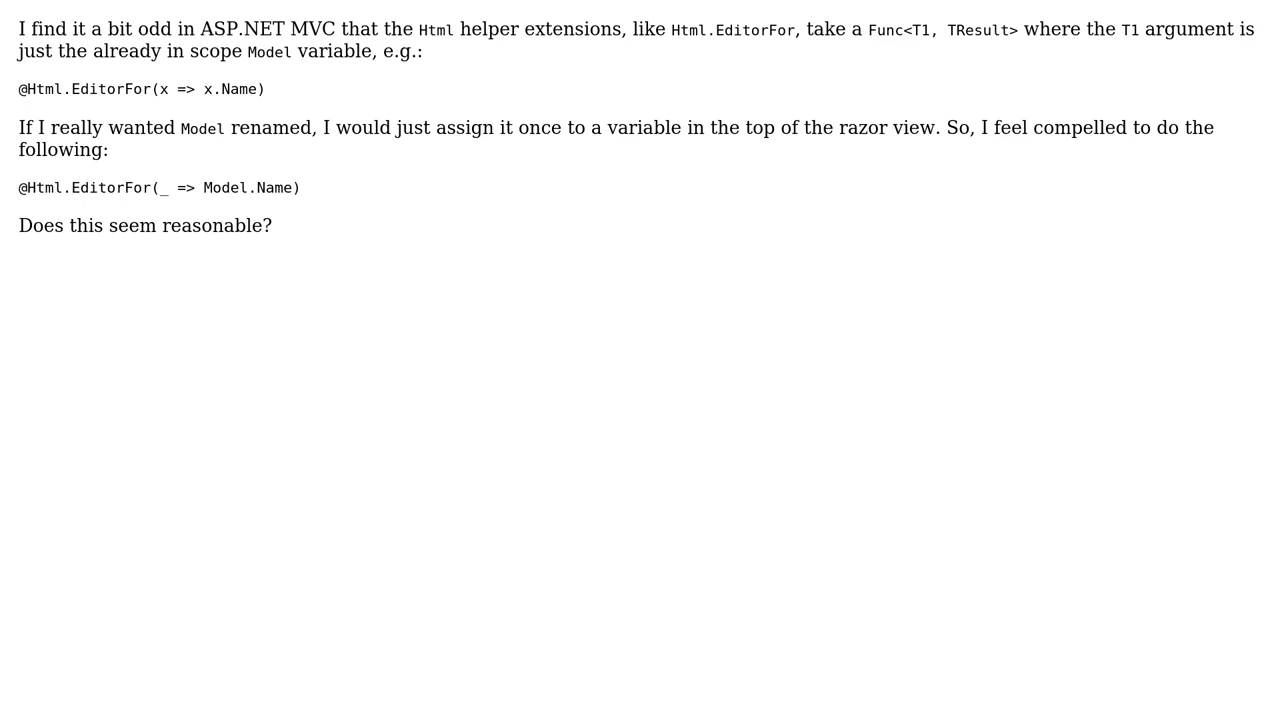 I find it a bit odd in ASP.NET MVC that the Html helper extensions, like Html.EditorFor, take a Func<T1, TResult> where the T1 argument is
just the already in scope Model variable, e.g.:
@Html.EditorFor(x => x.Name)
If I really wanted Model renamed, I would just assign it once to a variable in the top of the razor view. So, I feel compelled to do the
following:
@Html.EditorFor(_ => Model.Name)
Does this seem reasonable?